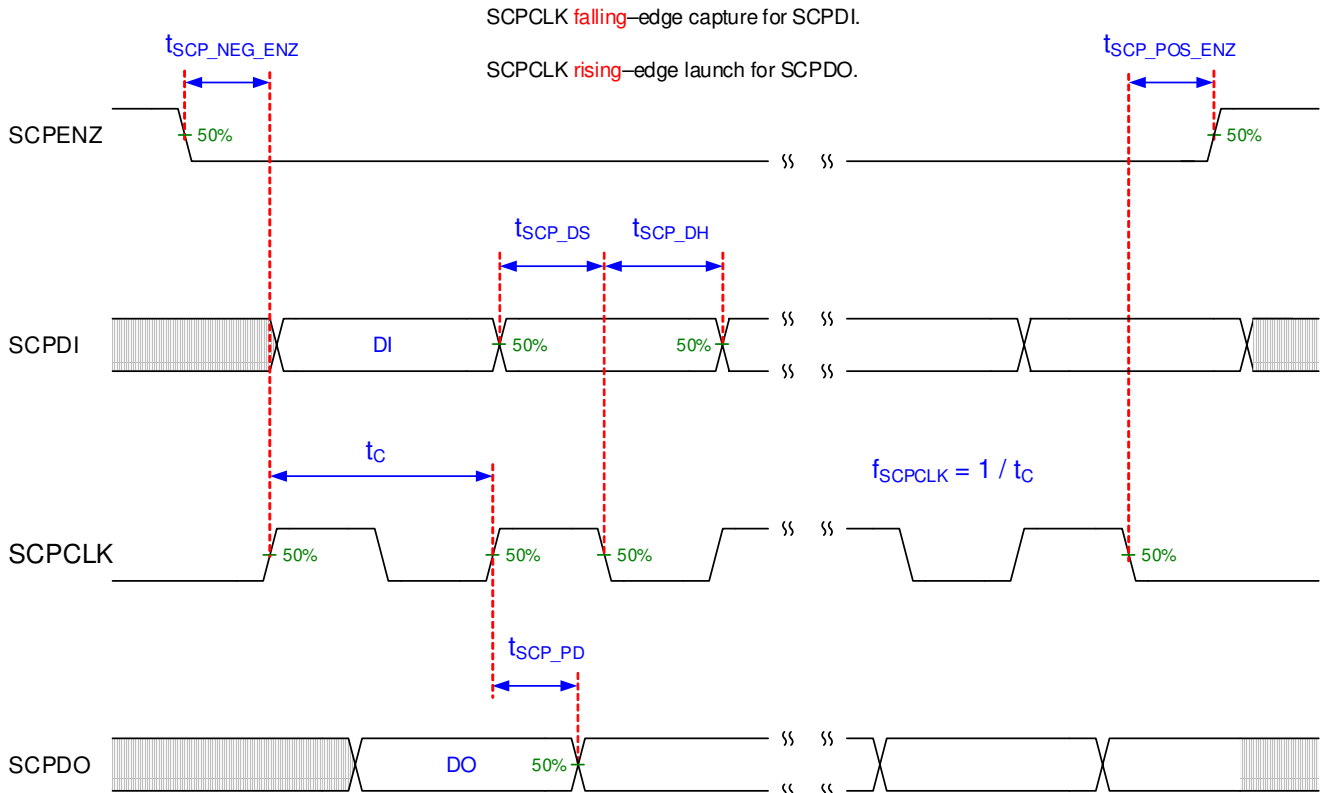 SCPCLK falling–edge capture for SCPDI.
SCPCLK rising–edge launch for SCPDO.
tSCP_NEG_ENZ
tSCP_POS_ENZ
SCPENZ
50%
50%
tSCP_DS
tSCP_DH
SCPDI
DI
50%
50%
tC
fSCPCLK = 1 / tC
SCPCLK
50%
50%
50%
50%
tSCP_PD
SCPDO
DO
50%